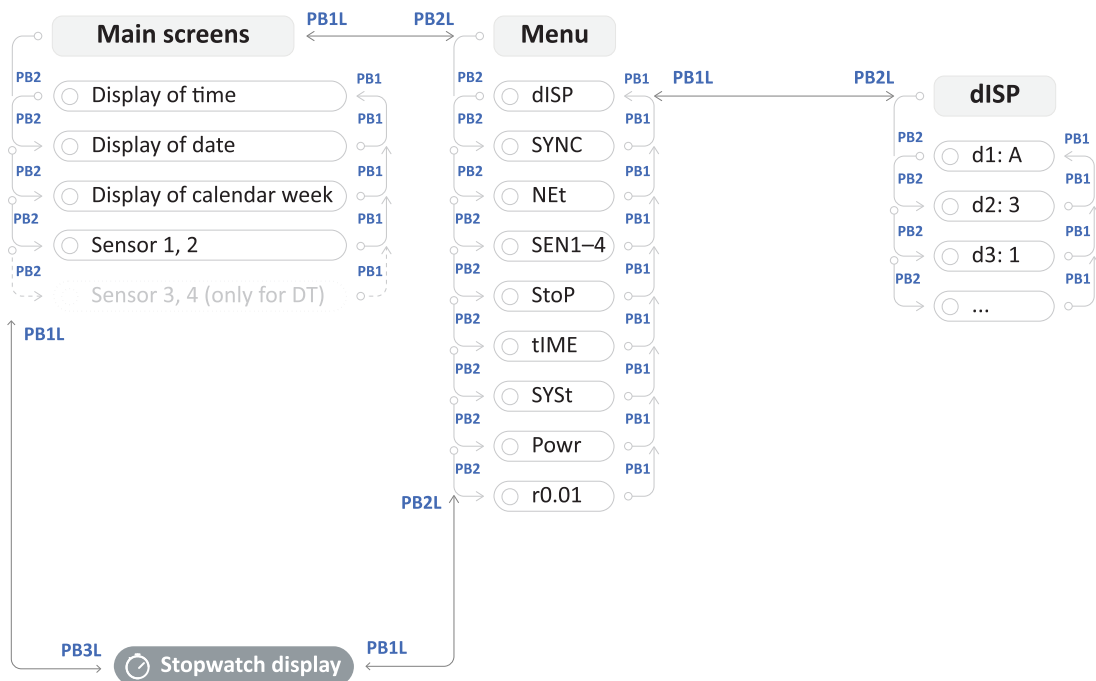 Main screens
PB1L
PB2L
Menu
PB2
Display of time
PB1
PB2
Display of date
PB1
PB2
Display of calendar week
PB1
PB2
Sensor 1, 2
PB1
PB2
Sensor 3, 4 (only for DT)
PB1
PB1L
PB2
dISP
PB1
PB2
SYNC
PB1
PB2
NEt
PB1
PB2
SEN1–4
PB1
PB2
StoP
PB1
PB2
tIME
PB1
PB2
SYSt
PB1
PB2
Powr
PB1
PB2
r0.01
PB1
PB2L
PB1L
PB2L
dISP
PB2
d1: A
PB1
PB2
d2: 3
PB1
PB2
d3: 1
PB1
PB2
...
PB3L
Stopwatch display
PB1L